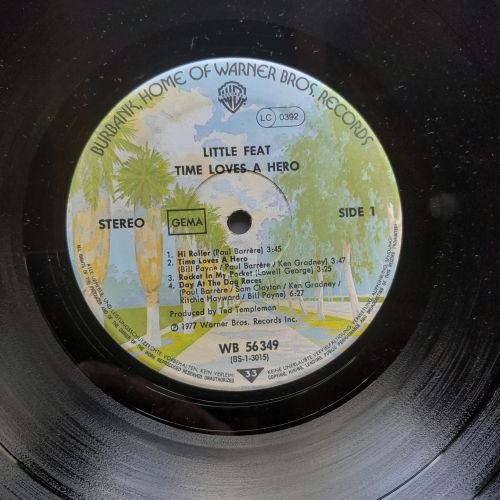 "BURBANK, HOME OF WARNER BROS. RECORDS
LC 0392
LITTLE FEAT
TIME LOVES A HERO
STEREO
GEMA
SIDE 1
1. Hi Roller (Paul Barrère) 3:45
2. Time Loves A Hero
(Bill Payne / Paul Barrère / Ken Gradney) 3:47
3. Rocket In My Pocket (Lowell George) 3:25
4. Day At The Dog Races
(Paul Barrère / Sam Clayton / Ken Gradney /
Ritchie Hayward / Bill Payne) 6:27
Produced by Ted Templeman
℗ 1977 Warner Bros. Records Inc.
WB 56 349
(BS-1-3015)
33